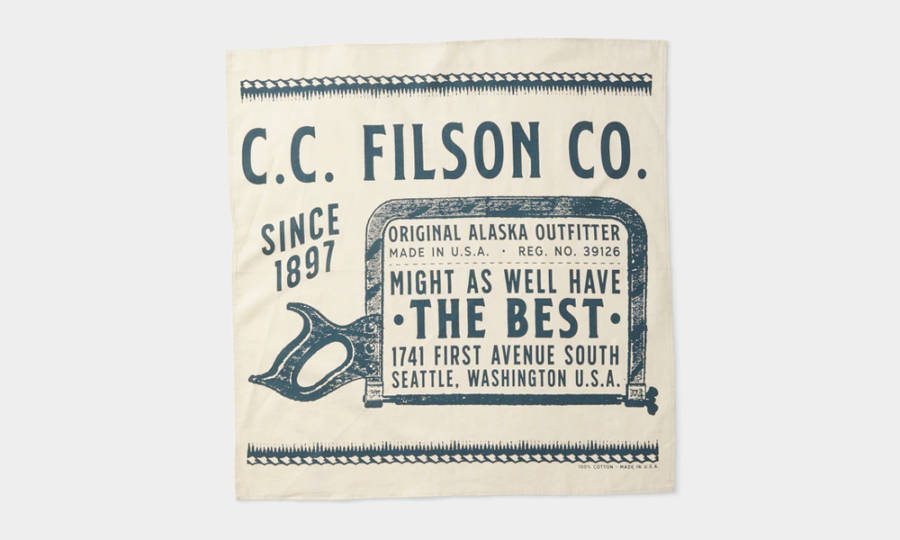 C.C. FILSON CO.
SINCE
1897
ORIGINAL ALASKA OUTFITTER
MADE IN U.S.A. · REG. NO. 39126
MIGHT AS WELL HAVE
· THE BEST ·
1741 FIRST AVENUE SOUTH
SEATTLE, WASHINGTON U.S.A.
100% COTTON - MADE IN U.S.A.